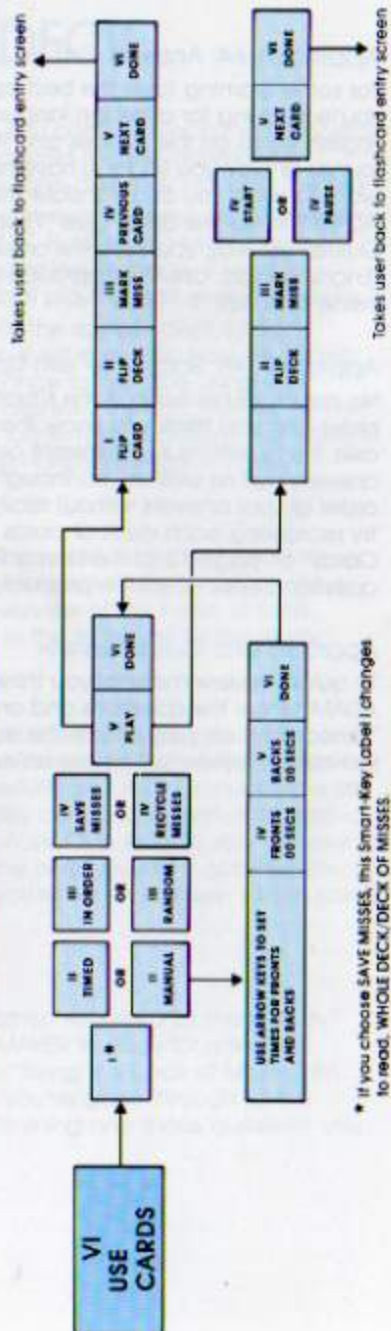 VI
USE
CARDS
I *
II
TIMED
OR
II
MANUAL
III
IN ORDER
OR
III
RANDOM
IV
SAVE
MISSES
OR
IV
RECYCLE
MISSES
V
PLAY
VI
DONE
USE ARROW KEYS TO SET
TIMES FOR FRONTS
AND BACKS
IV
FRONTS
00 SECS
V
BACKS
00 SECS
VI
DONE
I
FLIP
CARD
II
FLIP
DECK
III
MARK
MISS
IV
PREVIOUS
CARD
V
NEXT
CARD
VI
DONE
Takes user back to flashcard entry screen
II
FLIP
DECK
III
MARK
MISS
IV
START
OR
IV
PAUSE
V
NEXT
CARD
VI
DONE
Takes user back to flashcard entry screen
* If you choose SAVE MISSES, this Smart-Key Label I changes
to read, WHOLE DECK/DECK OF MISSES.